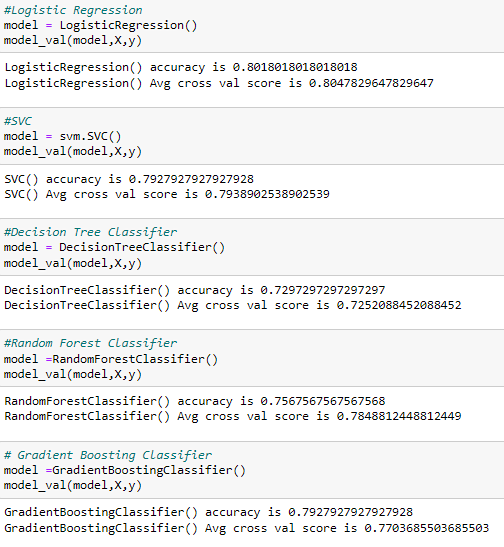 #Logistic Regression
model = LogisticRegression()
model_val(model,X,y)
LogisticRegression() accuracy is 0.8018018018018018
LogisticRegression() Avg cross val score is 0.8047829647829647
#SVC
model = svm.SVC()
model_val(model,X,y)
SVC() accuracy is 0.7927927927927928
SVC() Avg cross val score is 0.7938902538902539
#Decision Tree Classifier
model = DecisionTreeClassifier()
model_val(model,X,y)
DecisionTreeClassifier() accuracy is 0.7297297297297297
DecisionTreeClassifier() Avg cross val score is 0.7252088452088452
#Random Forest Classifier
model =RandomForestClassifier()
model_val(model,X,y)
RandomForestClassifier() accuracy is 0.7567567567567568
RandomForestClassifier() Avg cross val score is 0.7848812448812449
# Gradient Boosting Classifier
model =GradientBoostingClassifier()
model_val(model,X,y)
GradientBoostingClassifier() accuracy is 0.7927927927927928
GradientBoostingClassifier() Avg cross val score is 0.7703685503685503